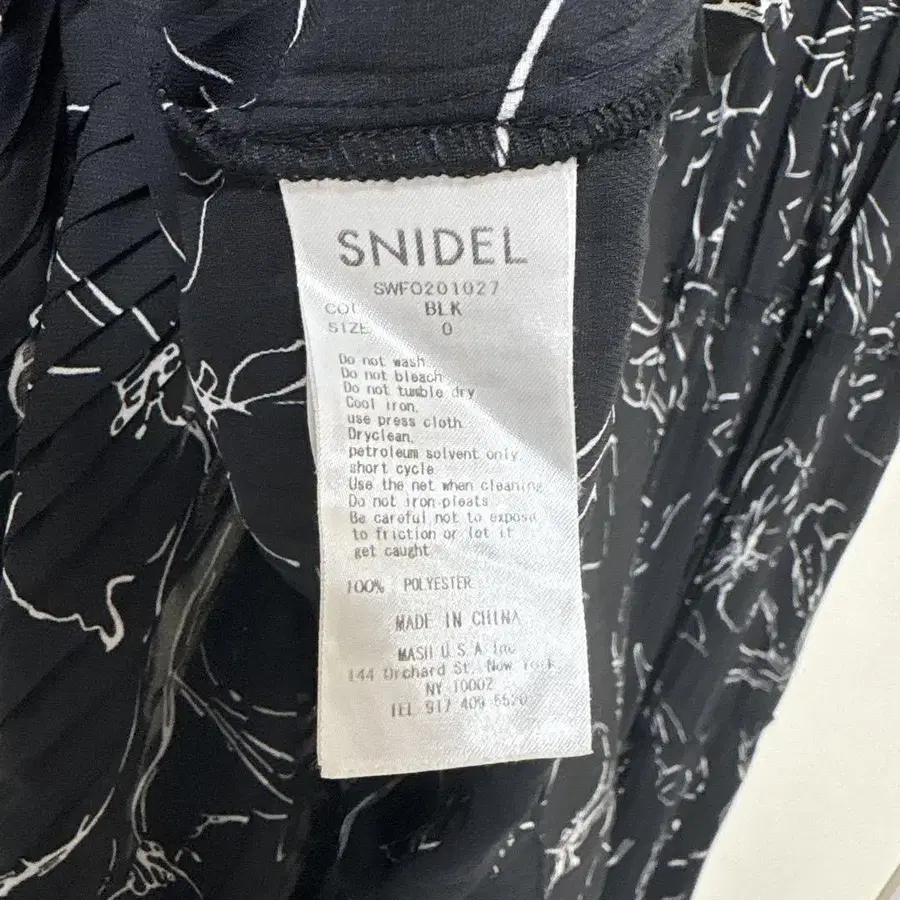 SNIDEL
SWFO201027
COL BLK
SIZE 0
Do not wash.
Do not bleach
Do not tumble dry
Cool iron.
use press cloth.
Dryclean.
petroleum solvent only.
short cycle
Use the net when cleaning
Do not iron pleats
Be careful not to expose
to friction or lot it
get caught
100% POLYESTER
MADE IN CHINA
MASH U.S.A Inc
144 Orchard St. New York,
NY 10002
TEL 917 409 5520